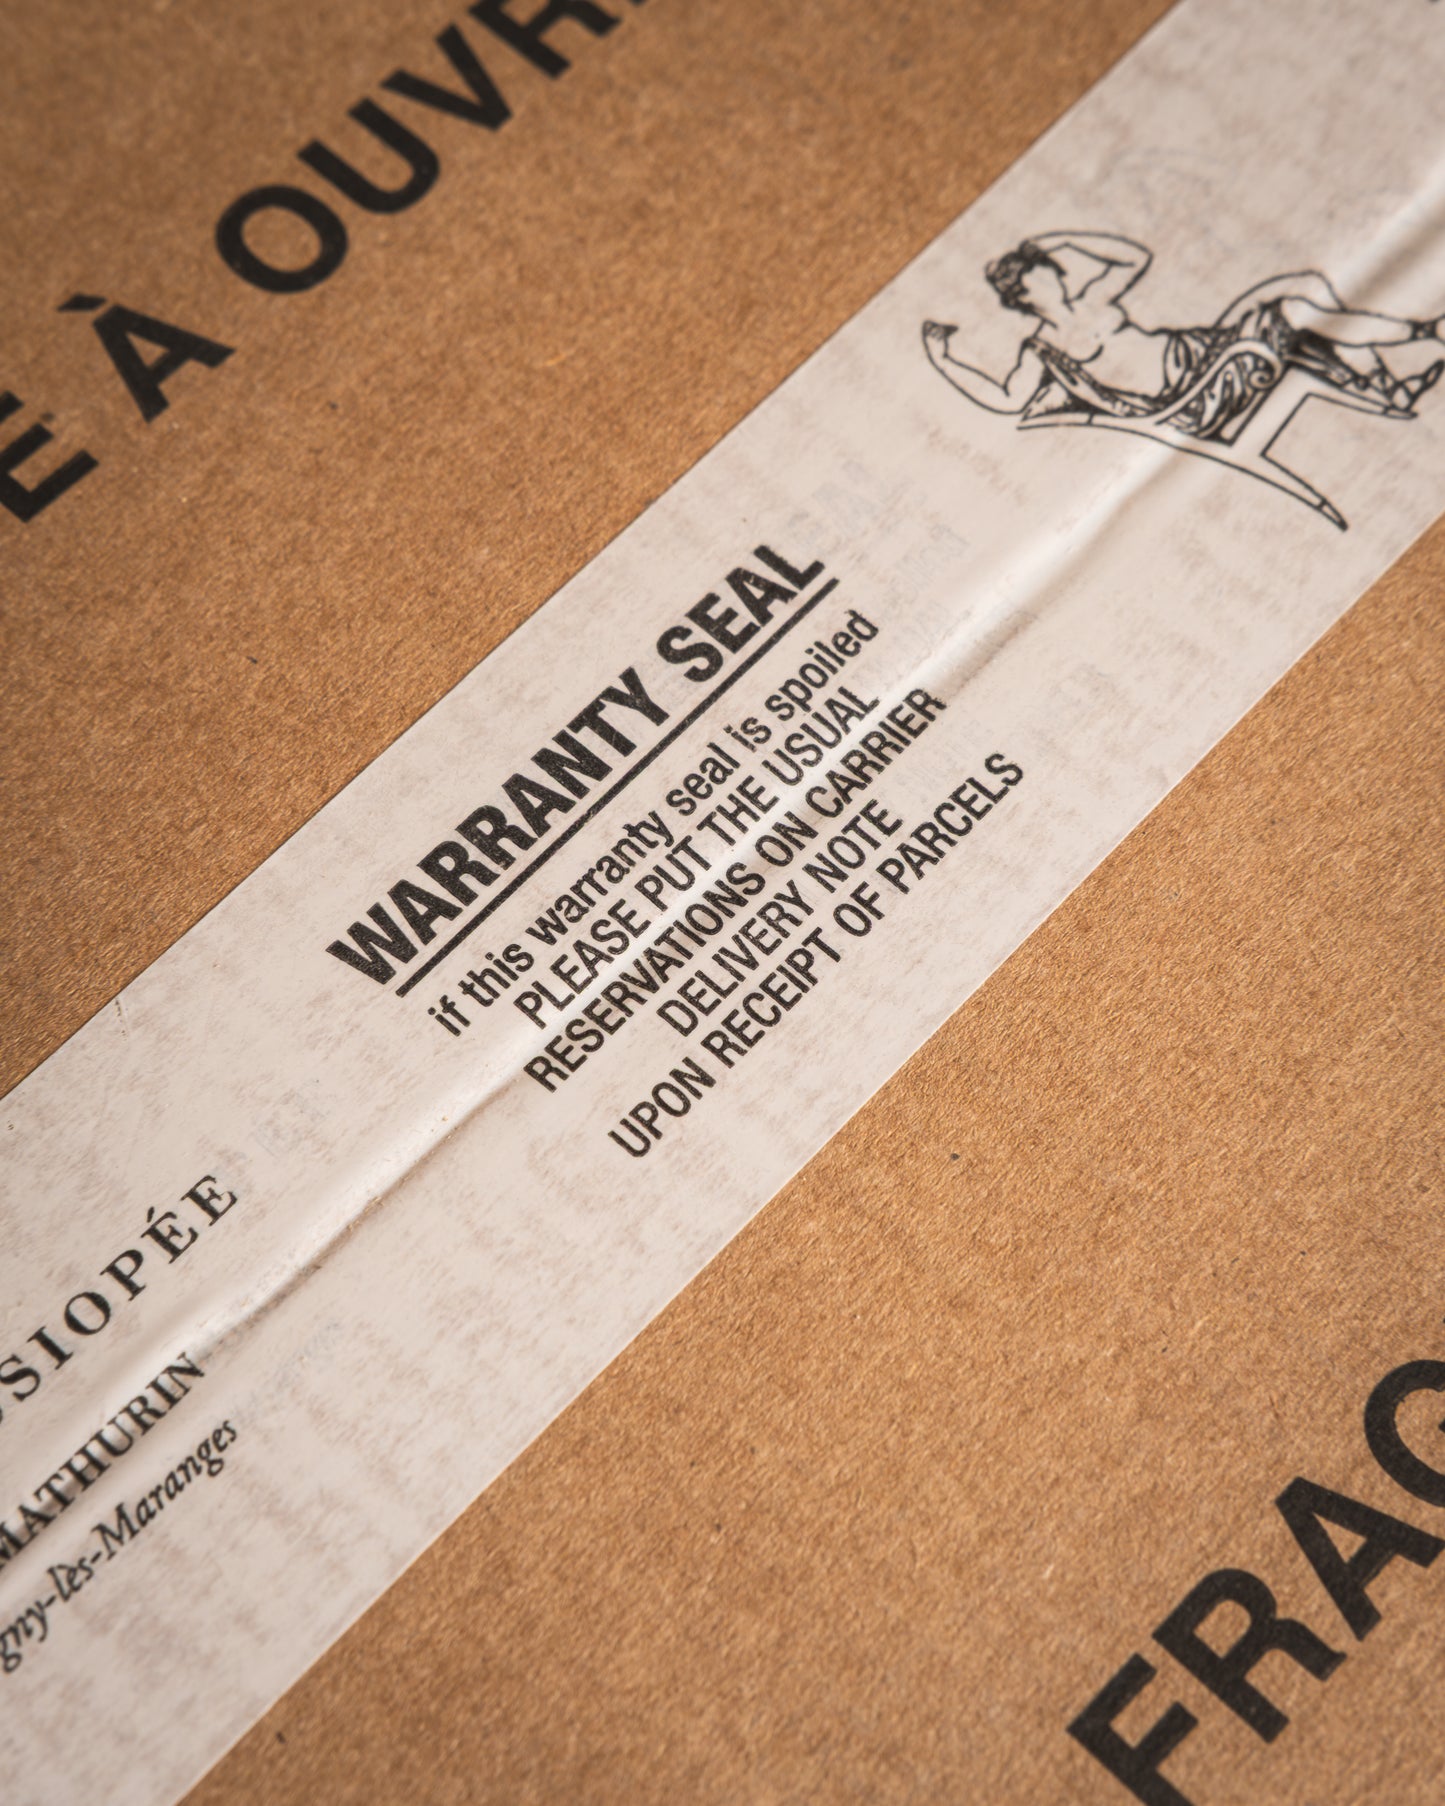 À OUVR
WARRANTY SEAL
if this warranty seal is spoiled
PLEASE PUT THE USUAL
RESERVATIONS ON CARRIER
DELIVERY NOTE
UPON RECEIPT OF PARCELS
SIOPÉE
MATHURIN
gny-lès-Maranges
FRAG